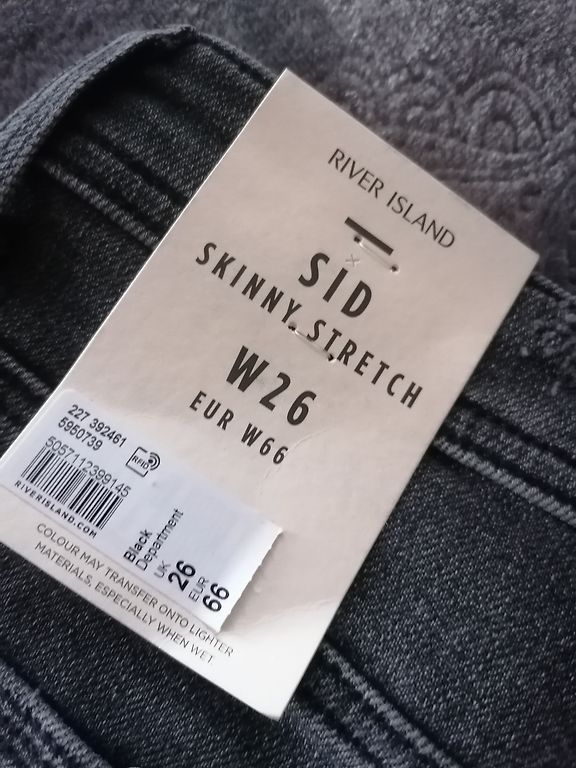 RIVER ISLAND
SID
SKINNY STRETCH
W26
EUR W66
227 392461
5950739
RFID
5057112399145
RIVERISLAND.COM
Black
Department
UK
26
EUR
66
COLOUR MAY TRANSFER ONTO LIGHTER
MATERIALS, ESPECIALLY WHEN WET.